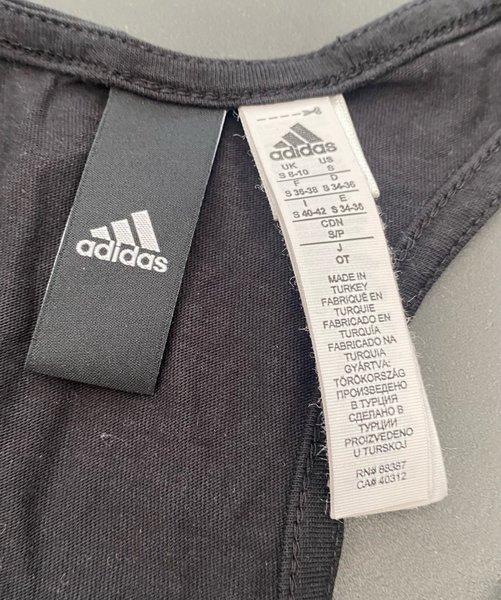 adidas
adidas
UK US
S 8-10 S
F D
S 36-38 S 34-36
I E
S 40-42 S 34-36
CDN
S/P
J
OT
MADE IN
TURKEY
FABRIQUÉ EN
TURQUIE
FABRICADO EN
TURQUÍA
FABRICADO NA
TURQUIA
GYÁRTVA:
TÖRÖKORSZÁG
ПРОИЗВЕДЕНО
В ТУРЦИИ
СДЕЛАНО В
ТУРЦИИ
PROIZVEDENO
U TURSKOJ
RN# 88387
CA# 40312